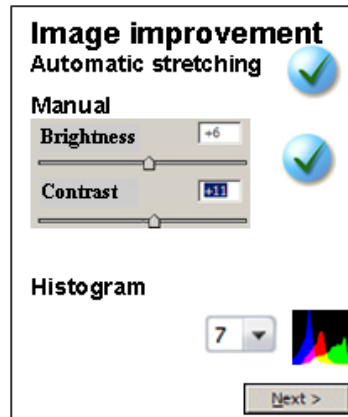 Image improvement
Automatic stretching
Manual
Brightness +6
Contrast +11
Histogram
7
Next >